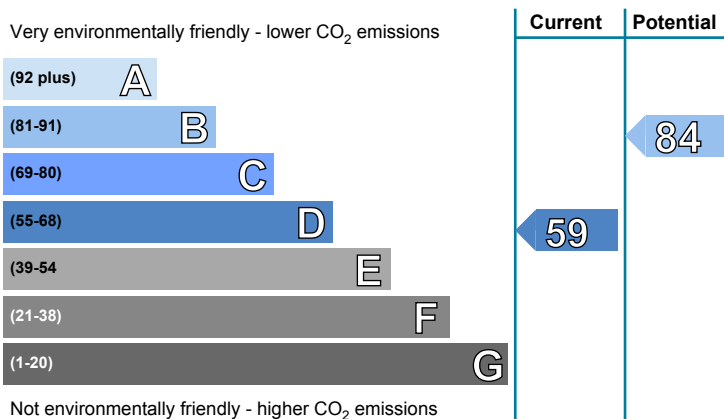 Current Potential
Very environmentally friendly - lower CO2 emissions
(92 plus) A
(81-91) B
84
(69-80) C
(55-68) D
59
(39-54 E
(21-38) F
(1-20) G
Not environmentally friendly - higher CO2 emissions